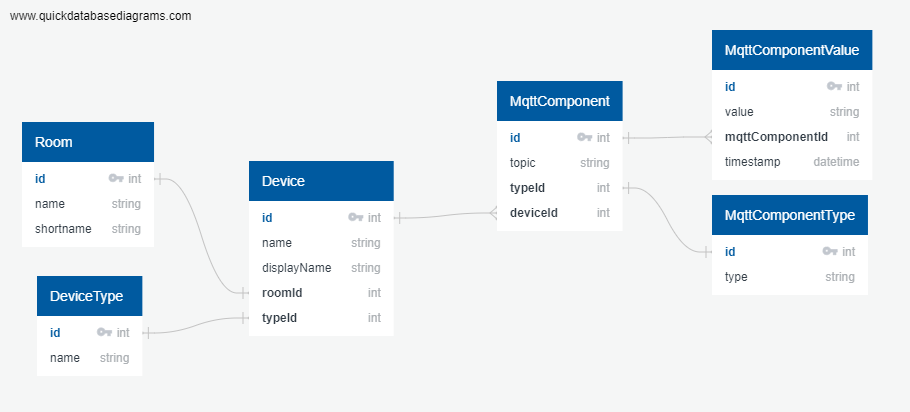 www.quickdatabasediagrams.com
Room
id int
name string
shortname string
DeviceType
id int
name string
Device
id int
name string
displayName string
roomId int
typeId int
MqttComponent
id int
topic string
typeId int
deviceId int
MqttComponentValue
id int
value string
mqttComponentId int
timestamp datetime
MqttComponentType
id int
type string